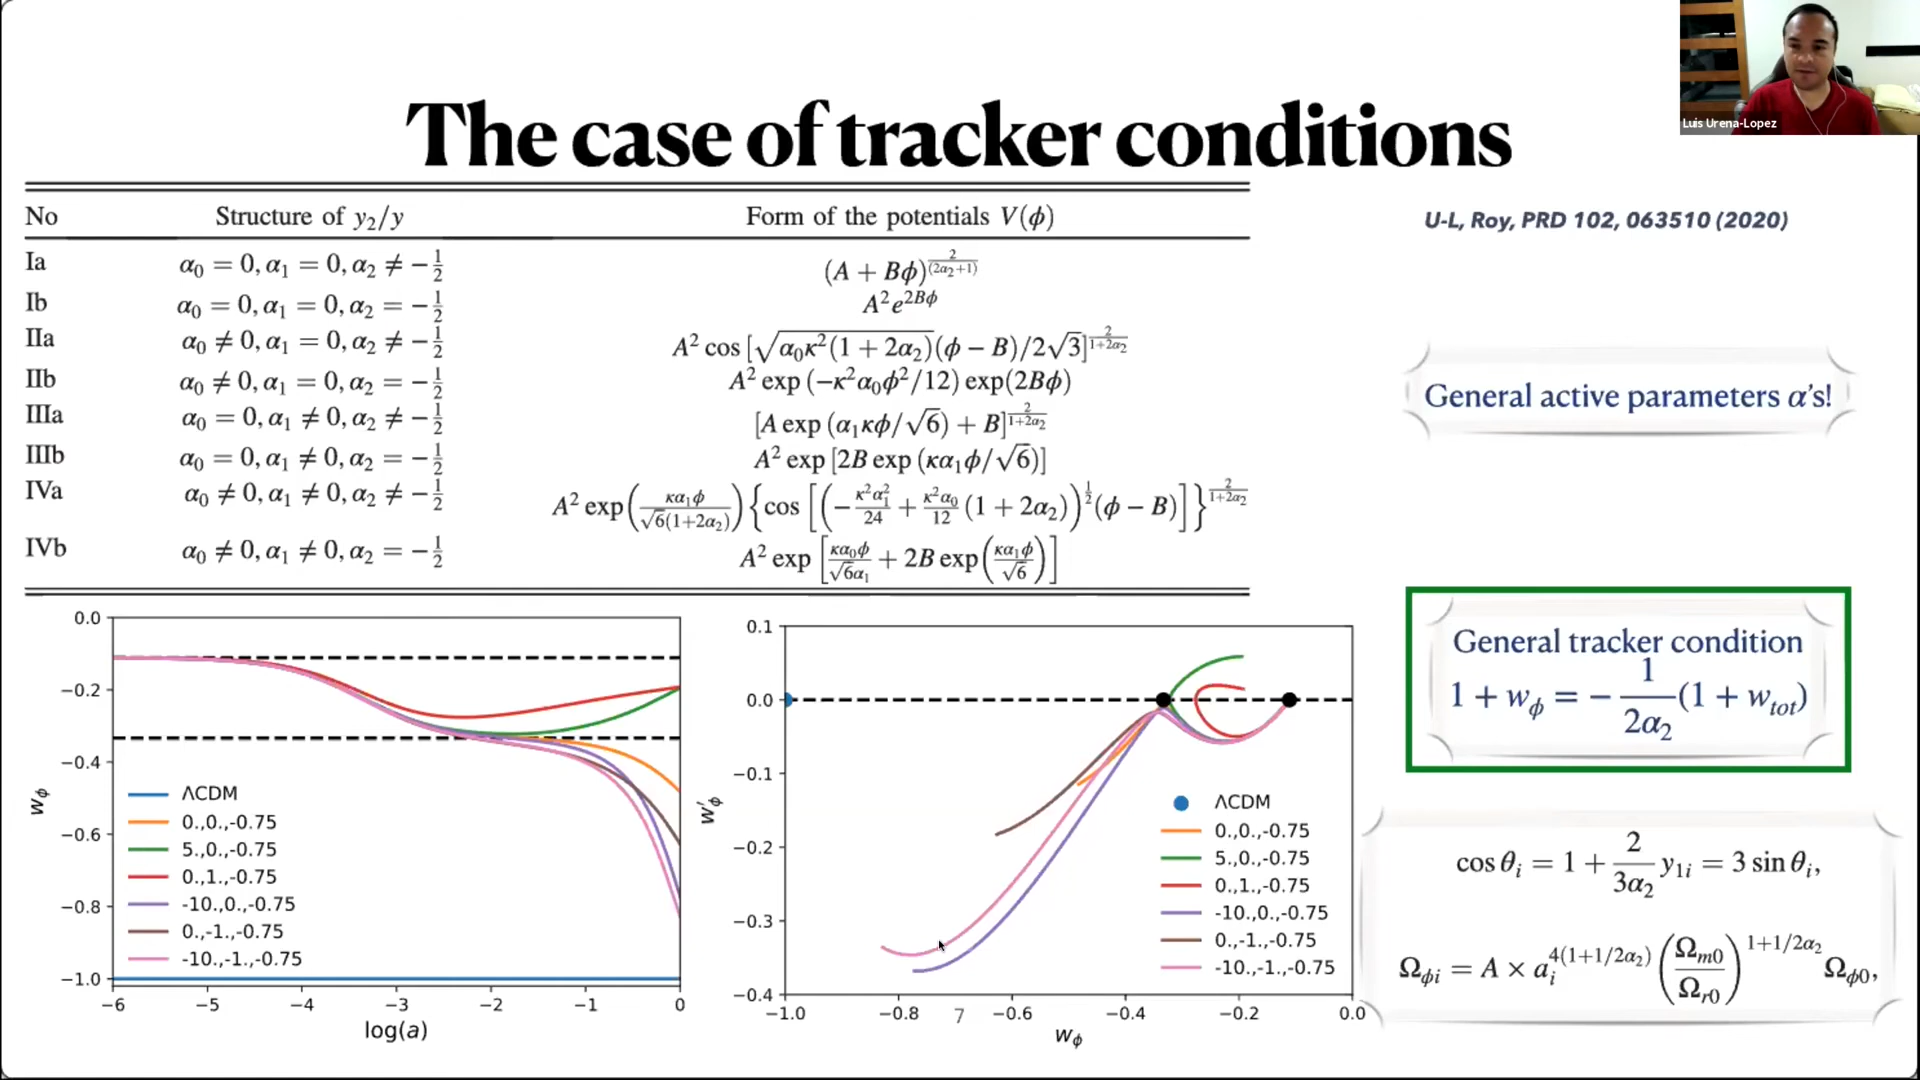 Luis Urena-Lopez
The case of tracker conditions
No Structure of y₂/y Form of the potentials V(ϕ)
Ia α₀ = 0, α₁ = 0, α₂ ≠ −1/2 (A + Bϕ)^{2/(2α₂+1)}
Ib α₀ = 0, α₁ = 0, α₂ = −1/2 A²e^{2Bϕ}
IIa α₀ ≠ 0, α₁ = 0, α₂ ≠ −1/2 A² cos [√(α₀κ²(1 + 2α₂))(ϕ − B)/2√3]^{2/(1+2α₂)}
IIb α₀ ≠ 0, α₁ = 0, α₂ = −1/2 A² exp (−κ²α₀ϕ²/12) exp(2Bϕ)
IIIa α₀ = 0, α₁ ≠ 0, α₂ ≠ −1/2 [A exp (α₁κϕ/√6) + B]^{2/(1+2α₂)}
IIIb α₀ = 0, α₁ ≠ 0, α₂ = −1/2 A² exp [2B exp (κα₁ϕ/√6)]
IVa α₀ ≠ 0, α₁ ≠ 0, α₂ ≠ −1/2 A² exp(κα₁ϕ/√6(1+2α₂)) {cos [(−κ²α₁²/24 + κ²α₀/12 (1 + 2α₂))^{1/2}(ϕ − B)]}^{2/(1+2α₂)}
IVb α₀ ≠ 0, α₁ ≠ 0, α₂ = −1/2 A² exp [κα₀ϕ/√6α₁ + 2B exp(κα₁ϕ/√6)]
U-L, Roy, PRD 102, 063510 (2020)
General active parameters α's!
General tracker condition
1 + w_ϕ = −1/2α₂ (1 + w_tot)
cos θᵢ = 1 + 2/3α₂ y₁ᵢ = 3 sin θᵢ,
Ω_ϕi = A × aᵢ^{4(1+1/2α₂)} (Ω_m0/Ω_r0)^{1+1/2α₂} Ω_ϕ0,
0.0
−0.2
−0.4
−0.6
−0.8
−1.0
w_ϕ
ΛCDM
0.,0.,-0.75
5.,0.,-0.75
0.,1.,-0.75
-10.,0.,-0.75
0.,-1.,-0.75
-10.,-1.,-0.75
−6 −5 −4 −3 −2 −1 0
log(a)
0.1
0.0
−0.1
−0.2
−0.3
−0.4
w′_ϕ
ΛCDM
0.,0.,-0.75
5.,0.,-0.75
0.,1.,-0.75
-10.,0.,-0.75
0.,-1.,-0.75
-10.,-1.,-0.75
−1.0 −0.8 −0.6 −0.4 −0.2 0.0
w_ϕ
7